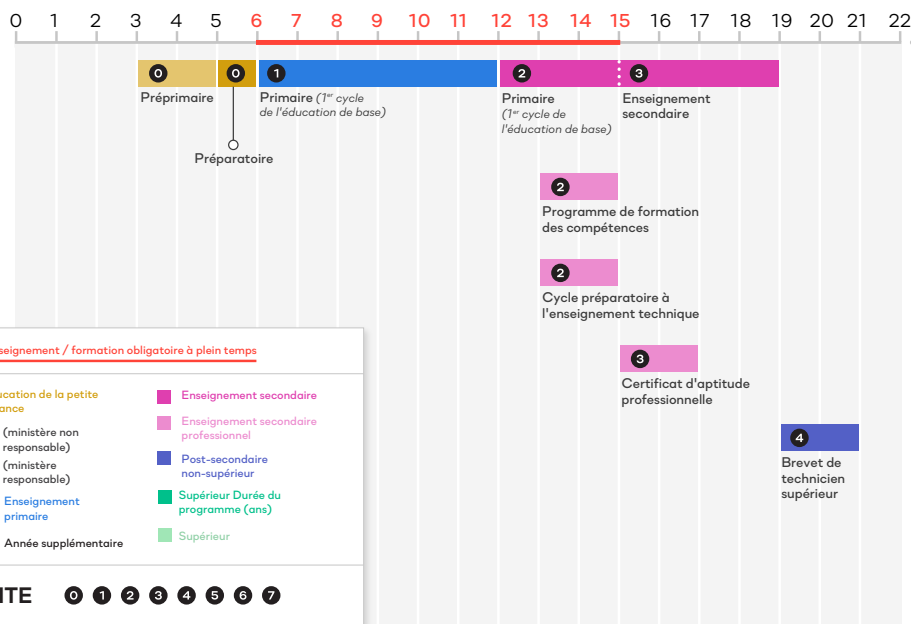 0 1 2 3 4 5 6 7 8 9 10 11 12 13 14 15 16 17 18 19 20 21 22
0 0 1 2 3
Préprimaire
Primaire (1er cycle
de l'éducation de base)
Primaire
(1er cycle de
l'éducation de base)
Enseignement
secondaire
Préparatoire
2
Programme de formation
des compétences
2
Cycle préparatoire à
l'enseignement technique
3
Certificat d'aptitude
professionnelle
4
Brevet de
technicien
supérieur
seignement / formation obligatoire à plein temps
ucation de la petite
ance
(ministère non
responsable)
(ministère
responsable)
Enseignement
primaire
Année supplémentaire
Enseignement secondaire
Enseignement secondaire
professionnel
Post-secondaire
non-supérieur
Supérieur Durée du
programme (ans)
Supérieur
ITE 0 1 2 3 4 5 6 7